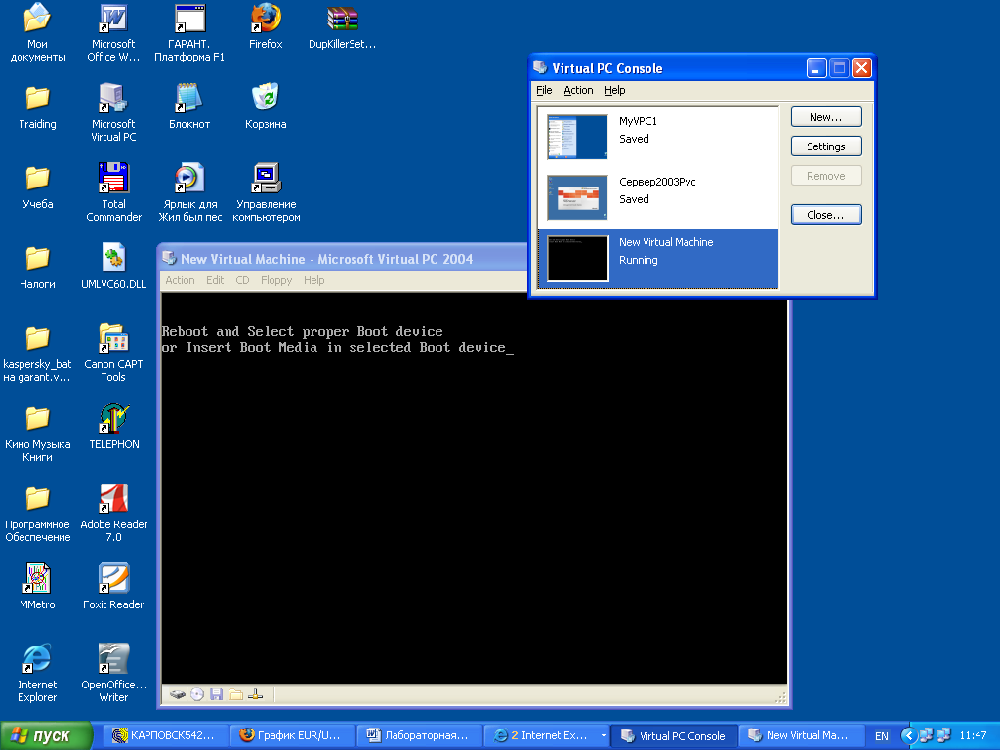 Мои
документы
Microsoft
Office W...
ГАРАНТ.
Платформа F1
Firefox
DupKillerSet...
Traiding
Microsoft
Virtual PC
Блокнот
Корзина
Учеба
Total
Commander
Ярлык для
Жил был пес
Управление
компьютером
Налоги
UMLVC60.DLL
kaspersky_bat
на garant.v...
Canon CAPT
Tools
Кино Музыка
Книги
TELEPHON
Программное
Обеспечение
Adobe Reader
7.0
MMetro
Foxit Reader
Internet
Explorer
OpenOffice...
Writer
Virtual PC Console
File Action Help
MyVPC1
Saved
Сервер2003Рус
Saved
New Virtual Machine
Running
New...
Settings
Remove
Close...
New Virtual Machine - Microsoft Virtual PC 2004
Action Edit CD Floppy Help
Reboot and Select proper Boot device
or Insert Boot Media in selected Boot device_
пуск
КАРПОВСК542...
График EUR/U...
Лабораторная...
2 Internet Ex...
Virtual PC Console
New Virtual Ma...
EN
11:47